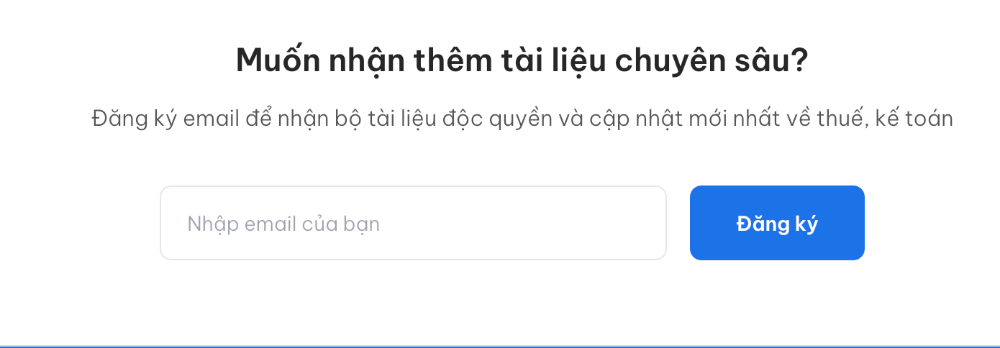 Muốn nhận thêm tài liệu chuyên sâu?
Đăng ký email để nhận bộ tài liệu độc quyền và cập nhật mới nhất về thuế, kế toán
Nhập email của bạn
Đăng ký